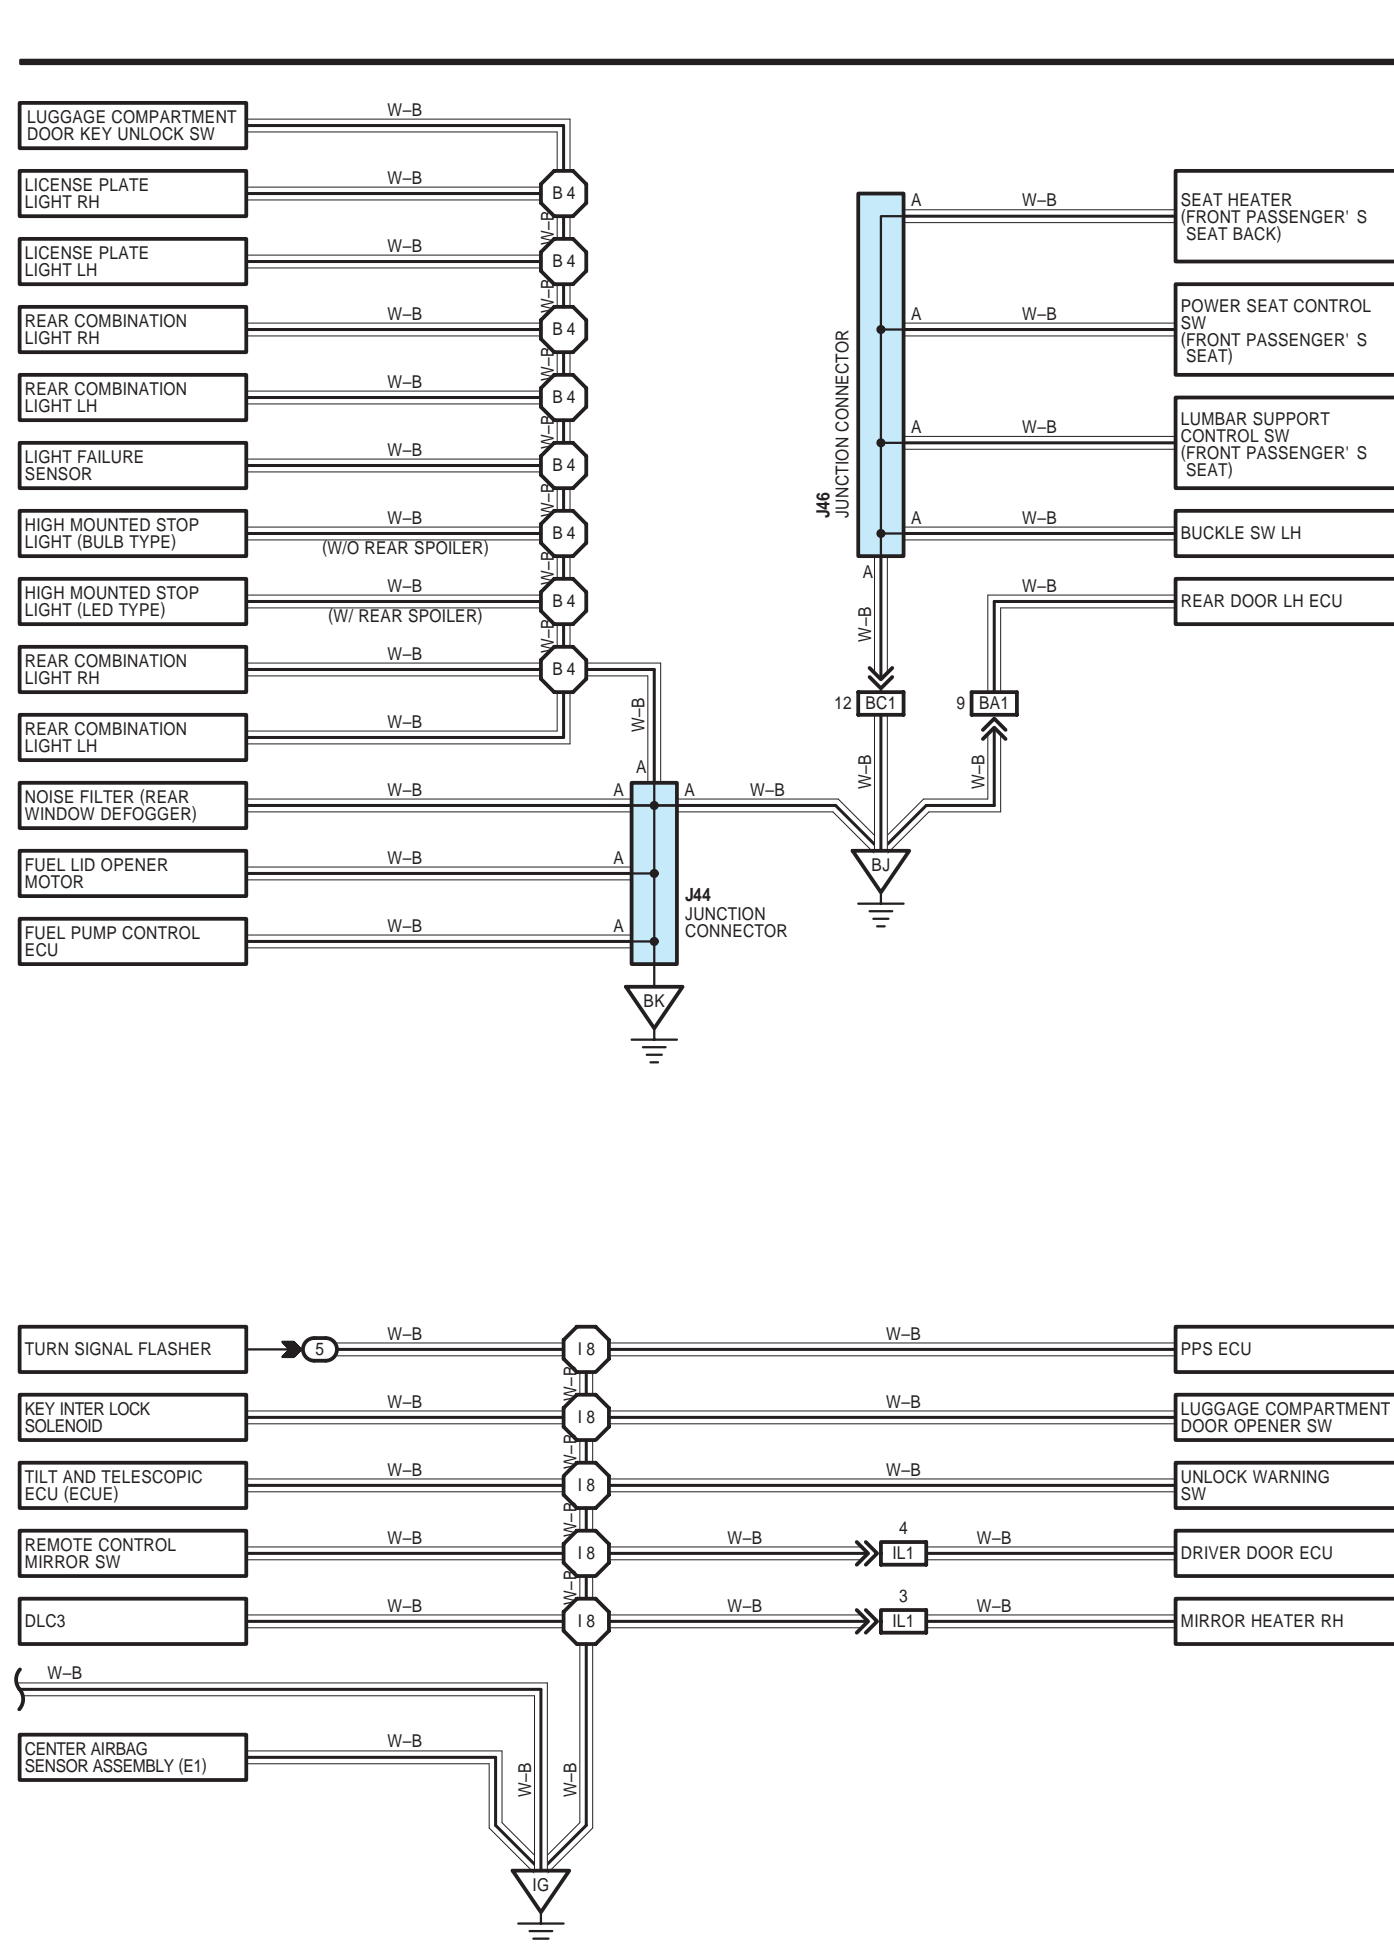 LUGGAGE COMPARTMENT
DOOR KEY UNLOCK SW
W–B
LICENSE PLATE
LIGHT RH
W–B
B 4
W–B
LICENSE PLATE
LIGHT LH
W–B
B 4
W–B
REAR COMBINATION
LIGHT RH
W–B
B 4
W–B
REAR COMBINATION
LIGHT LH
W–B
B 4
W–B
LIGHT FAILURE
SENSOR
W–B
B 4
W–B
HIGH MOUNTED STOP
LIGHT (BULB TYPE)
W–B
(W/O REAR SPOILER)
B 4
W–B
HIGH MOUNTED STOP
LIGHT (LED TYPE)
W–B
(W/ REAR SPOILER)
B 4
W–B
REAR COMBINATION
LIGHT RH
W–B
B 4
W–B
REAR COMBINATION
LIGHT LH
W–B
A
NOISE FILTER (REAR
WINDOW DEFOGGER)
W–B
A
A
W–B
FUEL LID OPENER
MOTOR
W–B
A
FUEL PUMP CONTROL
ECU
W–B
A
J44
JUNCTION
CONNECTOR
BK
J46
JUNCTION CONNECTOR
A
W–B
SEAT HEATER
(FRONT PASSENGER' S
SEAT BACK)
A
W–B
POWER SEAT CONTROL
SW
(FRONT PASSENGER' S
SEAT)
A
W–B
LUMBAR SUPPORT
CONTROL SW
(FRONT PASSENGER' S
SEAT)
A
W–B
BUCKLE SW LH
A
W–B
W–B
REAR DOOR LH ECU
12
BC1
9
BA1
W–B
W–B
BJ
TURN SIGNAL FLASHER
5
W–B
I 8
W–B
PPS ECU
W–B
KEY INTER LOCK
SOLENOID
W–B
I 8
W–B
LUGGAGE COMPARTMENT
DOOR OPENER SW
W–B
TILT AND TELESCOPIC
ECU (ECUE)
W–B
I 8
W–B
UNLOCK WARNING
SW
W–B
REMOTE CONTROL
MIRROR SW
W–B
I 8
W–B
4
IL1
W–B
DRIVER DOOR ECU
W–B
DLC3
W–B
I 8
W–B
3
IL1
W–B
MIRROR HEATER RH
W–B
CENTER AIRBAG
SENSOR ASSEMBLY (E1)
W–B
W–B
W–B
IG